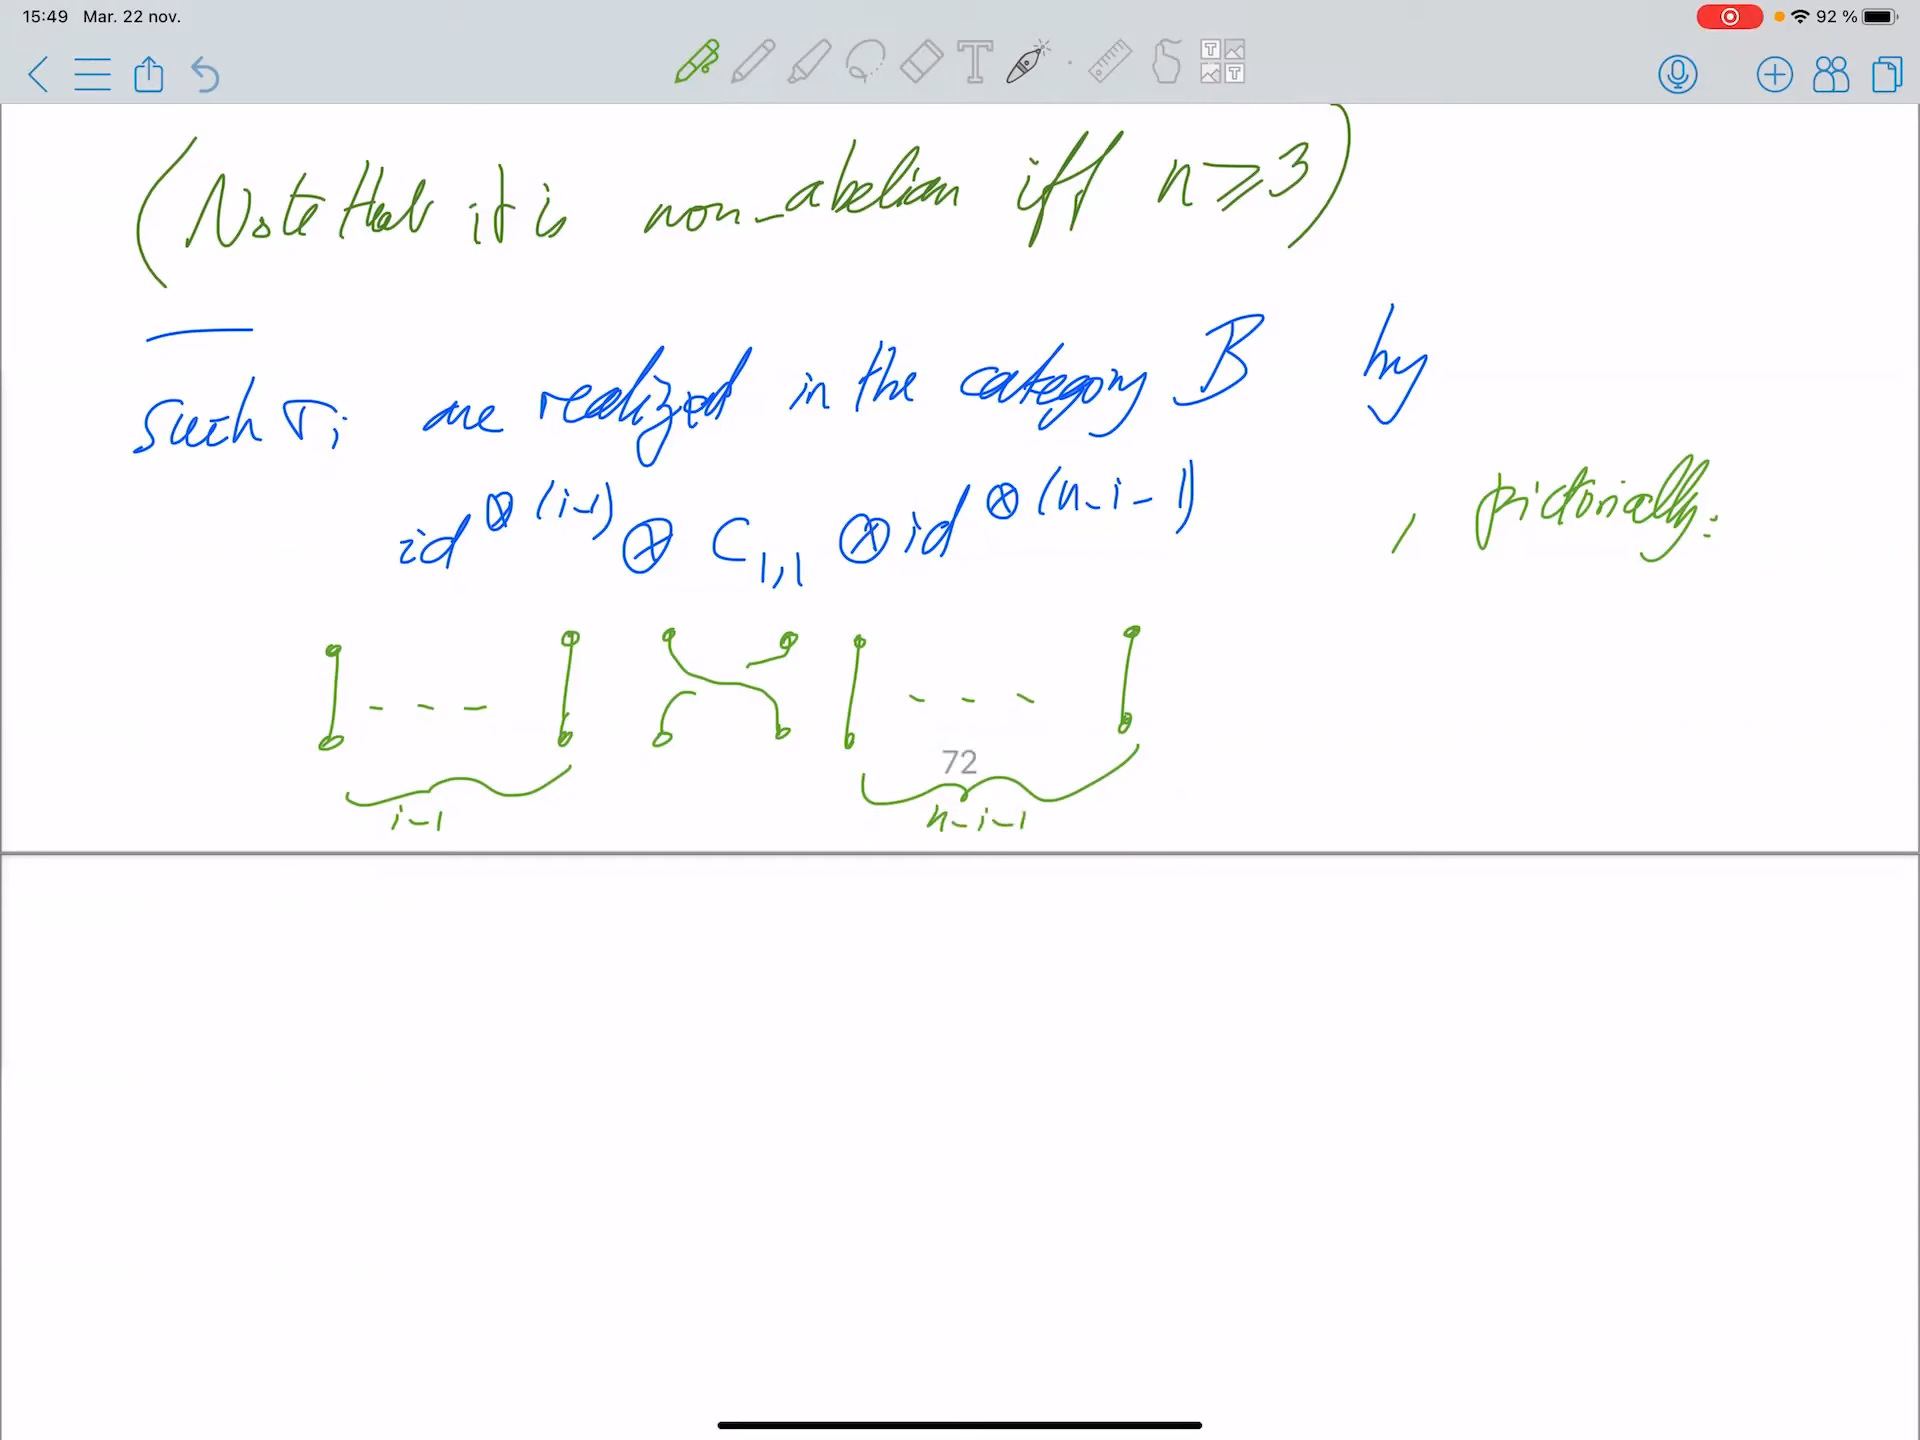 15:49 Mar. 22 nov. 92 %
(Note that it is non-abelian iff n ⩾ 3)
such σi are realized in the category B by
id⊗(i-1) ⊗ C1,1 ⊗ id⊗(n-i-1) , pictorially:
72
i-1 n-i-1